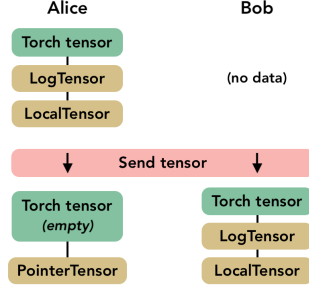 Alice
Bob
Torch tensor
LogTensor
(no data)
LocalTensor
Send tensor
Torch tensor
(empty)
PointerTensor
Torch tensor
LogTensor
LocalTensor